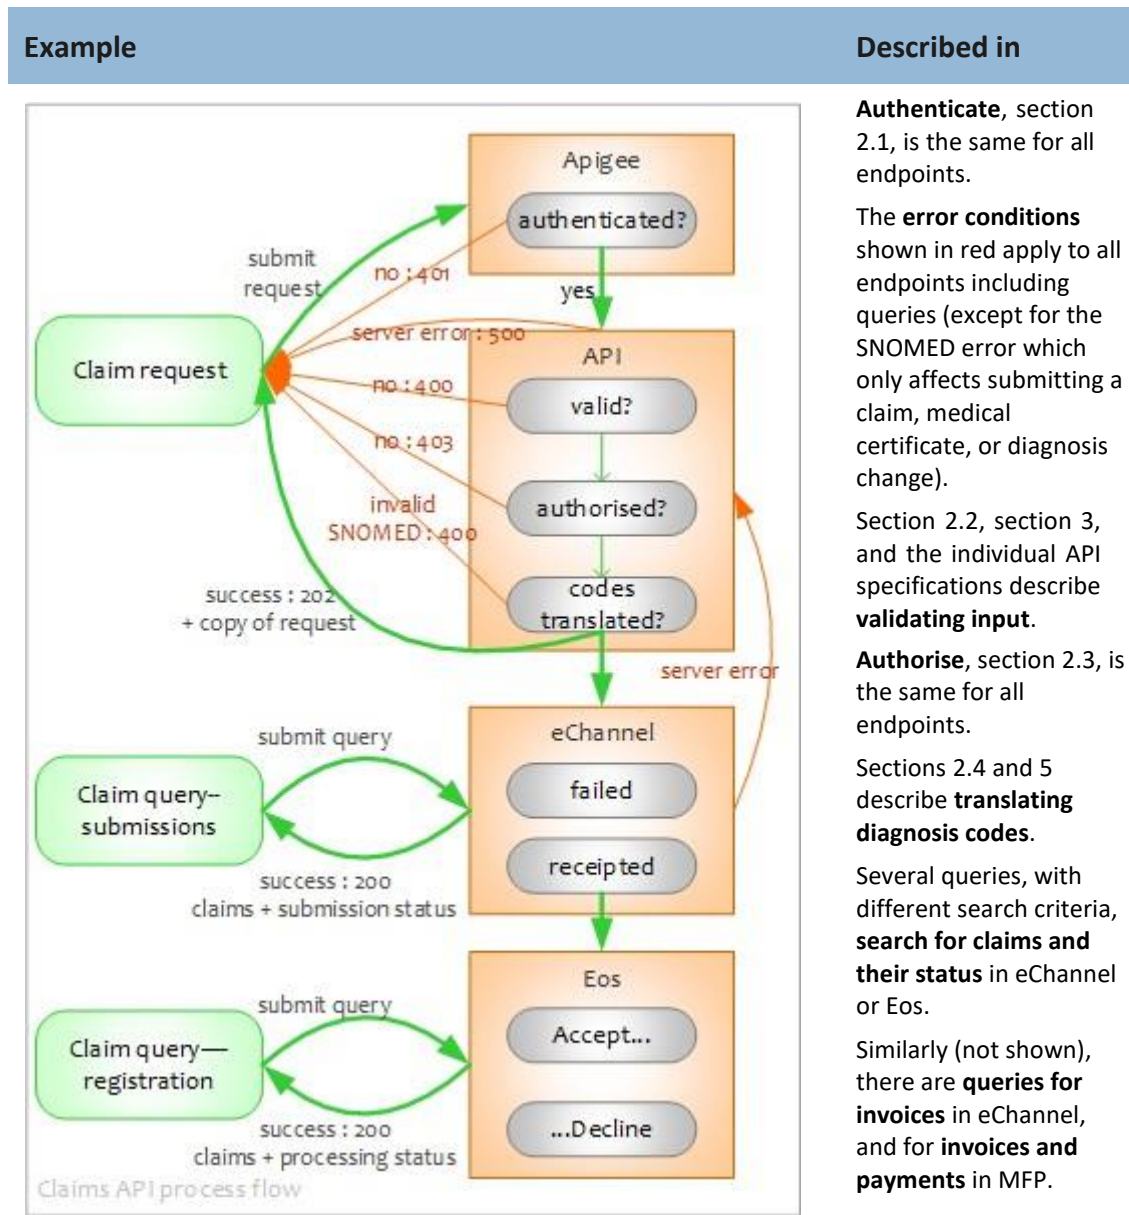 Example
Described in
Apigee
authenticated?
submit
request
no : 401
yes
server error : 500
Claim request
API
no : 400
valid?
no : 403
invalid
SNOMED : 400
authorised?
codes
translated?
success : 202
+ copy of request
server error
submit query
eChannel
Claim query–
submissions
failed
receipted
success : 200
claims + submission status
Eos
submit query
Accept...
Claim query—
registration
...Decline
success : 200
claims + processing status
Claims API process flow
Authenticate, section
2.1, is the same for all
endpoints.
The error conditions
shown in red apply to all
endpoints including
queries (except for the
SNOMED error which
only affects submitting a
claim, medical
certificate, or diagnosis
change).
Section 2.2, section 3,
and the individual API
specifications describe
validating input.
Authorise, section 2.3, is
the same for all
endpoints.
Sections 2.4 and 5
describe translating
diagnosis codes.
Several queries, with
different search criteria,
search for claims and
their status in eChannel
or Eos.
Similarly (not shown),
there are queries for
invoices in eChannel,
and for invoices and
payments in MFP.